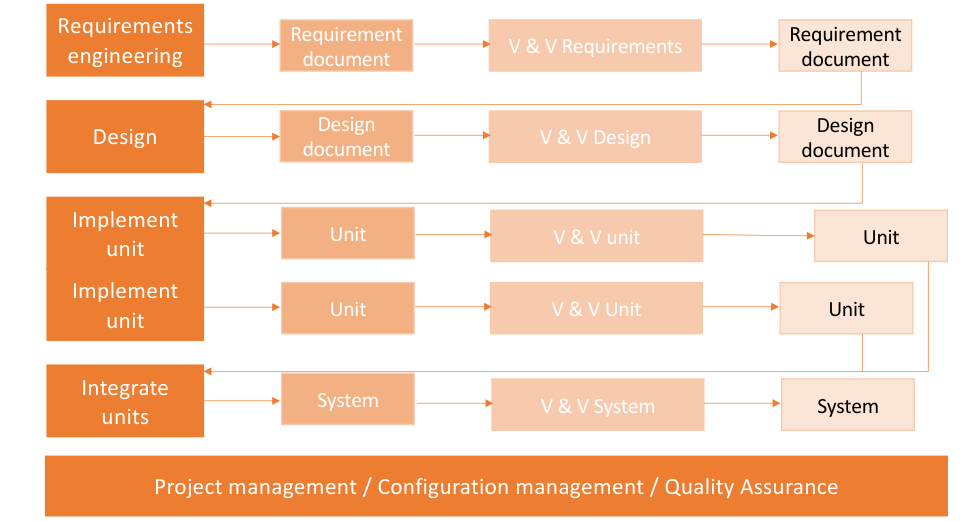 Requirements
engineering
Requirement
document
V & V Requirements
Requirement
document
Design
Design
document
V & V Design
Design
document
Implement
unit
Unit
V & V unit
Unit
Implement
unit
Unit
V & V Unit
Unit
Integrate
units
System
V & V System
System
Project management / Configuration management / Quality Assurance